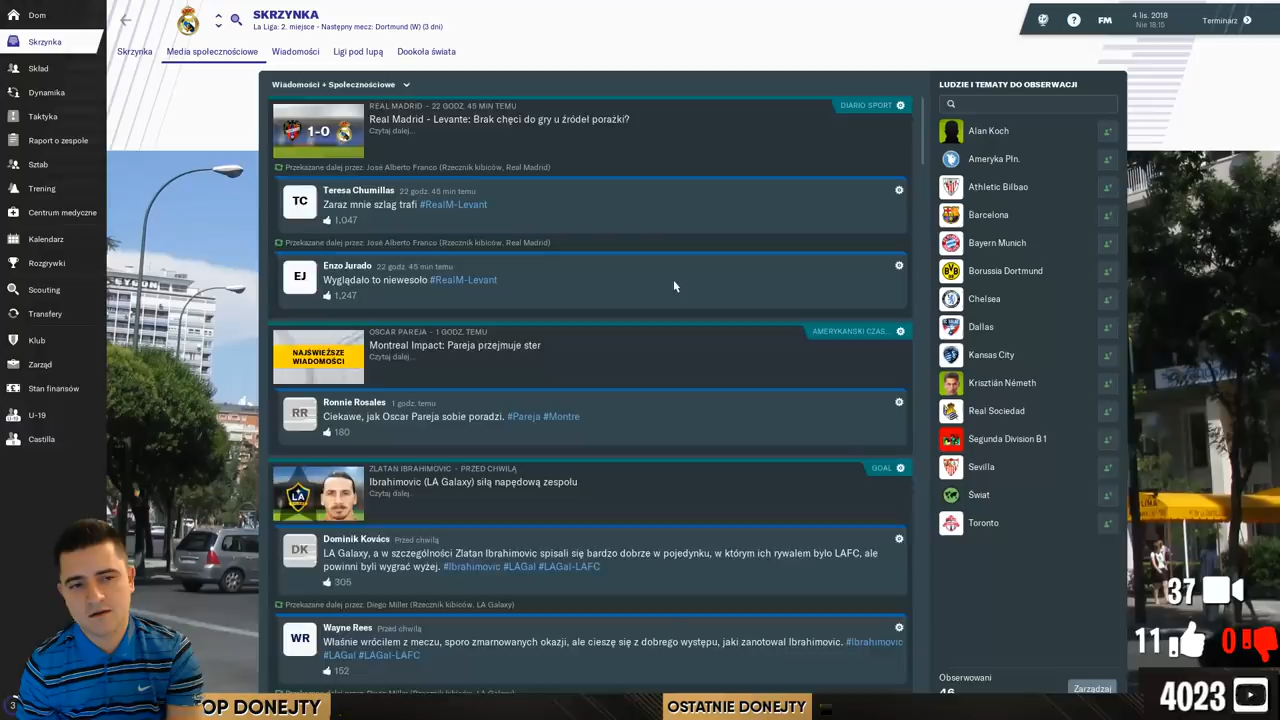 Dom
Skrzynka
Skład
Dynamika
Taktyka
Raport o zespole
Sztab
Trening
Centrum medyczne
Kalendarz
Rozgrywki
Scouting
Transfery
Klub
Zarząd
Stan finansów
U-19
Castilla
3
SKRZYNKA
La Liga: 2. miejsce - Następny mecz: Dortmund (W) (3 dni)
? FM
4 lis. 2018
Nie 18:15
Terminarz
Skrzynka Media społecznościowe Wiadomości Ligi pod lupą Dookoła świata
Wiadomości + Społecznościowe
REAL MADRID - 22 GODZ. 45 MIN TEMU
DIARIO SPORT
1-0
Real Madrid - Levante: Brak chęci do gry u źródeł porażki?
Czytaj dalej...
Przekazane dalej przez: José Alberto Franco (Rzecznik kibiców, Real Madrid)
TC
Teresa Chumillas 22 godz. 45 min temu
Zaraz mnie szlag trafi #RealM-Levant
1,047
Przekazane dalej przez: José Alberto Franco (Rzecznik kibiców, Real Madrid)
EJ
Enzo Jurado 22 godz. 45 min temu
Wyglądało to niewesoło #RealM-Levant
1,247
OSCAR PAREJA - 1 GODZ. TEMU
AMERYKAŃSKI CZAS...
NAJŚWIEŻSZE
WIADOMOŚCI
Montreal Impact: Pareja przejmuje ster
Czytaj dalej...
RR
Ronnie Rosales 1 godz. temu
Ciekawe, jak Oscar Pareja sobie poradzi. #Pareja #Montre
180
ZLATAN IBRAHIMOVIC - PRZED CHWILĄ
GOAL
LA
Ibrahimovic (LA Galaxy) siłą napędową zespołu
Czytaj dalej...
DK
Dominik Kovács Przed chwilą
LA Galaxy, a w szczególności Zlatan Ibrahimovic spisali się bardzo dobrze w pojedynku, w którym ich rywalem było LAFC, ale
powinni byli wygrać wyżej. #Ibrahimovic #LAGal #LAGal-LAFC
305
Przekazane dalej przez: Diego Miller (Rzecznik kibiców, LA Galaxy)
WR
Wayne Rees Przed chwilą
Właśnie wróciłem z meczu, sporo zmarnowanych okazji, ale cieszę się z dobrego występu, jaki zanotował Ibrahimovic. #Ibrahimovic
#LAGal #LAGal-LAFC
152
LUDZIE I TEMATY DO OBSERWACJI
Alan Koch
Ameryka Płn.
Athletic Bilbao
Barcelona
Bayern Munich
Borussia Dortmund
Chelsea
Dallas
Kansas City
Krisztián Németh
Real Sociedad
Segunda División B1
Sevilla
Świat
Toronto
Obserwowani
46
Zarządzaj
37
11 0
4023
OP DONEJTY
OSTATNIE DONEJTY